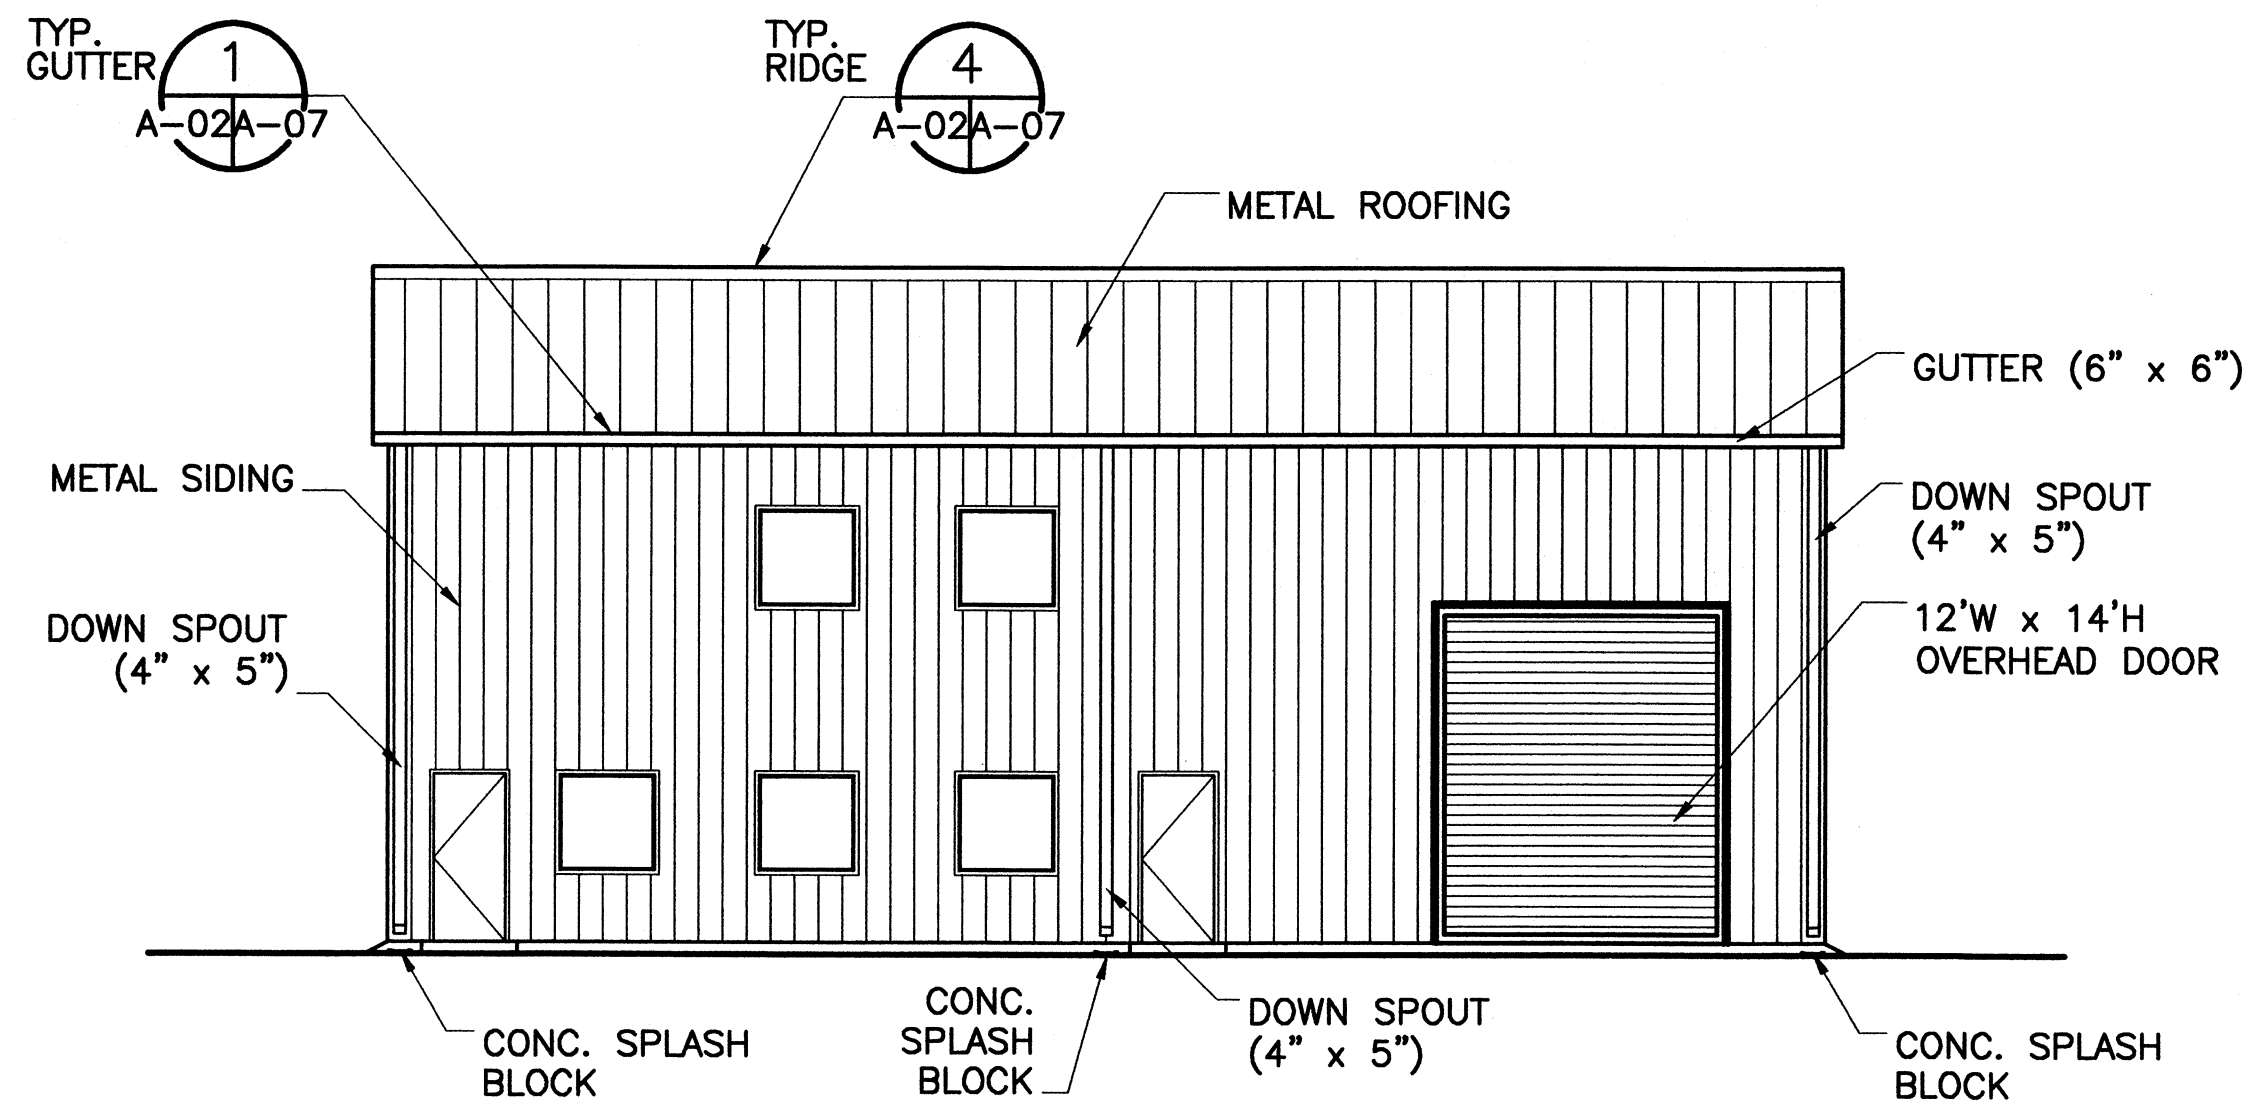 TYP.
GUTTER
1
A-02 A-07
TYP.
RIDGE
4
A-02 A-07
METAL ROOFING
GUTTER (6" x 6")
METAL SIDING
DOWN SPOUT
(4" x 5")
DOWN SPOUT
(4" x 5")
12'W x 14'H
OVERHEAD DOOR
CONC. SPLASH
BLOCK
CONC.
SPLASH
BLOCK
DOWN SPOUT
(4" x 5")
CONC. SPLASH
BLOCK